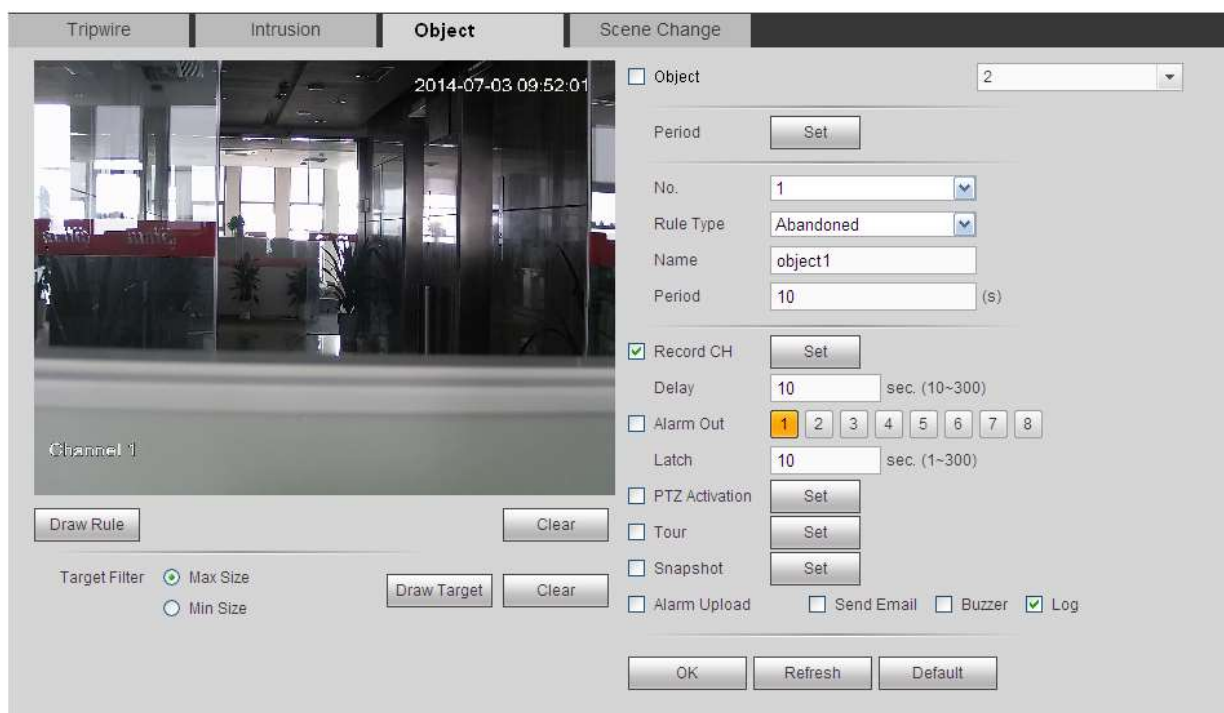 Tripwire Intrusion Object Scene Change
2014-07-03 09:52:01
Channel 1
Draw Rule Clear
Target Filter Max Size
Min Size
Draw Target Clear
Object 2
Period Set
No. 1
Rule Type Abandoned
Name object1
Period 10 (s)
Record CH Set
Delay 10 sec. (10~300)
Alarm Out 1 2 3 4 5 6 7 8
Latch 10 sec. (1~300)
PTZ Activation Set
Tour Set
Snapshot Set
Alarm Upload Send Email Buzzer Log
OK Refresh Default